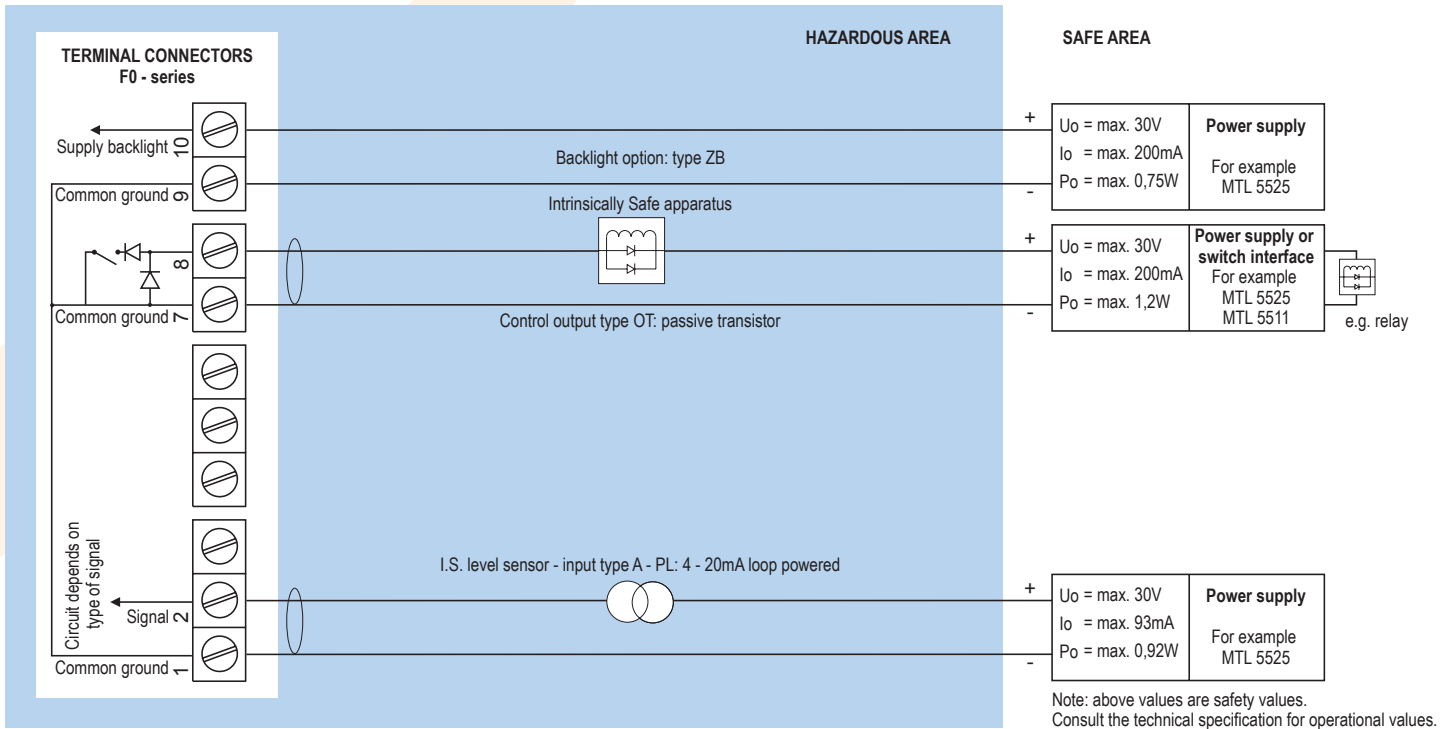 HAZARDOUS AREA
SAFE AREA
TERMINAL CONNECTORS
F0 - series
Supply backlight
10
Common ground
9
Backlight option: type ZB
+
-
Uo = max. 30V
Io = max. 200mA
Po = max. 0,75W
Power supply
For example
MTL 5525
Intrinsically Safe apparatus
8
Common ground
7
Control output type OT: passive transistor
+
-
Uo = max. 30V
Io = max. 200mA
Po = max. 1,2W
Power supply or
switch interface
For example
MTL 5525
MTL 5511
e.g. relay
Circuit depends on
type of signal
Signal
2
Common ground
1
I.S. level sensor - input type A - PL: 4 - 20mA loop powered
+
-
Uo = max. 30V
Io = max. 93mA
Po = max. 0,92W
Power supply
For example
MTL 5525
Note: above values are safety values.
Consult the technical specification for operational values.